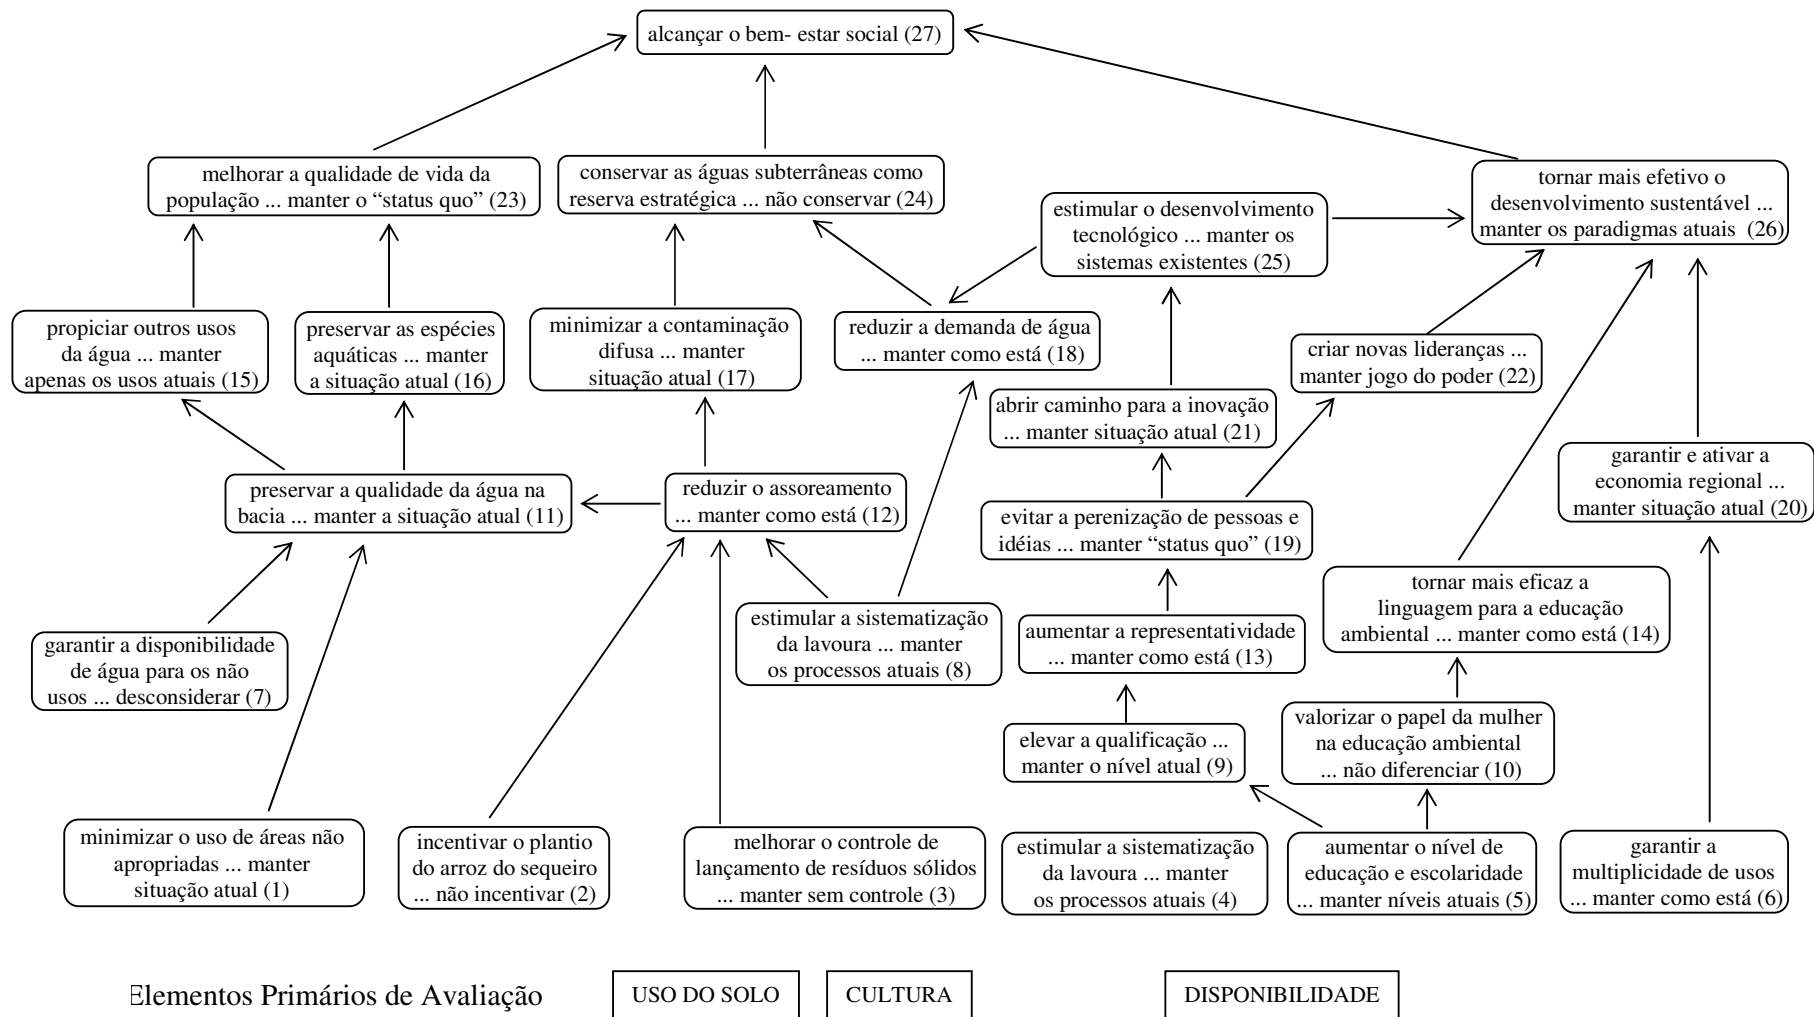 alcançar o bem- estar social (27)
melhorar a qualidade de vida da
população ... manter o “status quo” (23)
conservar as águas subterrâneas como
reserva estratégica ... não conservar (24)
estimular o desenvolvimento
tecnológico ... manter os
sistemas existentes (25)
tornar mais efetivo o
desenvolvimento sustentável ...
manter os paradigmas atuais (26)
propiciar outros usos
da água ... manter
apenas os usos atuais (15)
preservar as espécies
aquáticas ... manter
a situação atual (16)
minimizar a contaminação
difusa ... manter
situação atual (17)
reduzir a demanda de água
... manter como está (18)
criar novas lideranças ...
manter jogo do poder (22)
abrir caminho para a inovação
... manter situação atual (21)
preservar a qualidade da água na
bacia ... manter a situação atual (11)
reduzir o assoreamento
... manter como está (12)
evitar a perenização de pessoas e
idéias ... manter “status quo” (19)
garantir e ativar a
economia regional ...
manter situação atual (20)
garantir a disponibilidade
de água para os não
usos ... desconsiderar (7)
estimular a sistematização
da lavoura ... manter
os processos atuais (8)
aumentar a representatividade
... manter como está (13)
tornar mais eficaz a
linguagem para a educação
ambiental ... manter como está (14)
elevar a qualificação ...
manter o nível atual (9)
valorizar o papel da mulher
na educação ambiental
... não diferenciar (10)
minimizar o uso de áreas não
apropriadas ... manter
situação atual (1)
incentivar o plantio
do arroz do sequeiro
... não incentivar (2)
melhorar o controle de
lançamento de resíduos sólidos
... manter sem controle (3)
estimular a sistematização
da lavoura ... manter
os processos atuais (4)
aumentar o nível de
educação e escolaridade
... manter níveis atuais (5)
garantir a
multiplicidade de usos
... manter como está (6)
Elementos Primários de Avaliação
USO DO SOLO
CULTURA
DISPONIBILIDADE